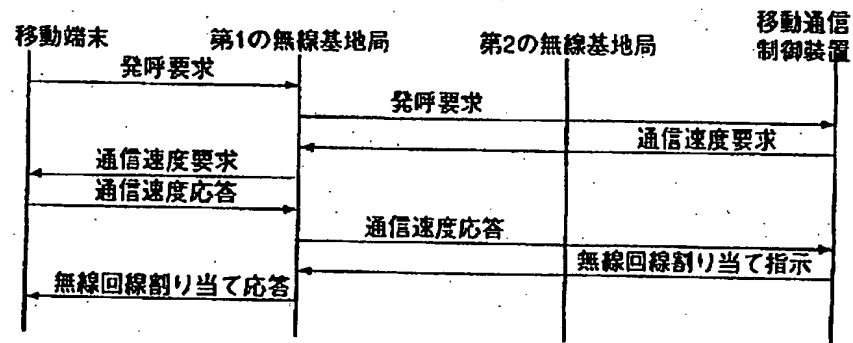 移動端末
第1の無線基地局
第2の無線基地局
移動通信
制御装置
発呼要求
発呼要求
通信速度要求
通信速度要求
通信速度応答
通信速度応答
無線回線割り当て指示
無線回線割り当て応答